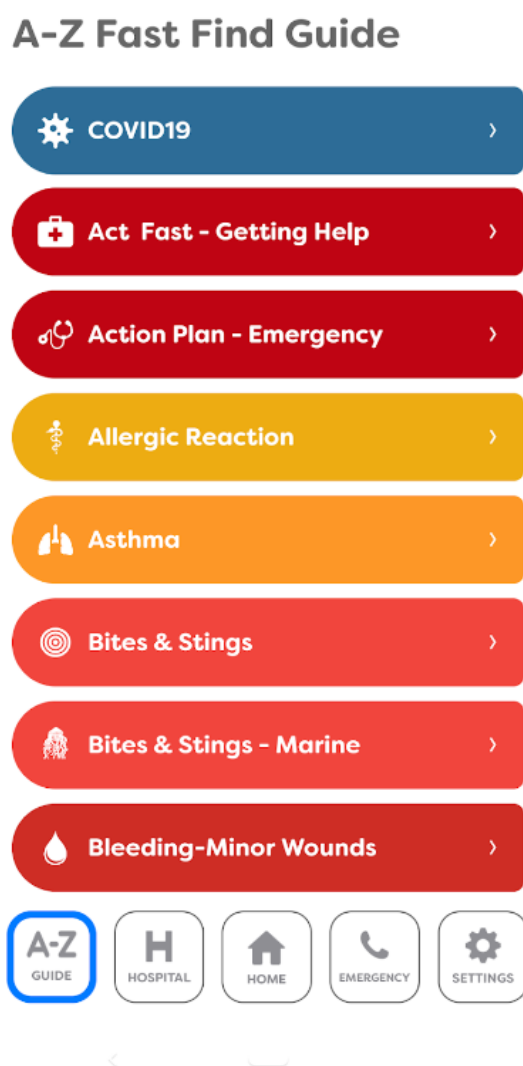 A-Z Fast Find Guide
COVID19
Act Fast - Getting Help
Action Plan - Emergency
Allergic Reaction
Asthma
Bites & Stings
Bites & Stings - Marine
Bleeding-Minor Wounds
A-Z
GUIDE
H
HOSPITAL
HOME
EMERGENCY
SETTINGS